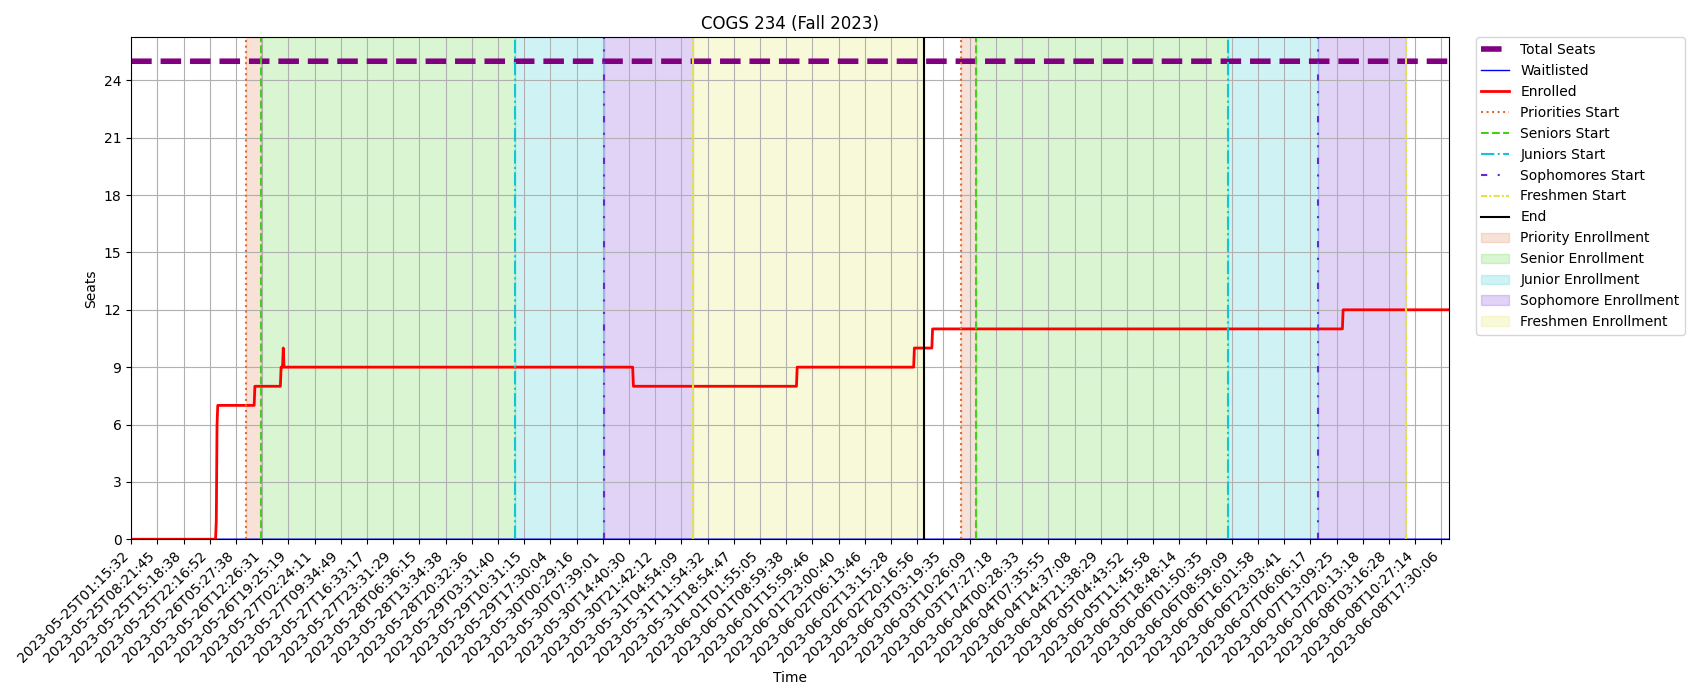 COGS 234 (Fall 2023)
Seats
24
21
18
15
12
9
6
3
0
2023-05-25T01:15:32
2023-05-25T08:21:45
2023-05-25T15:18:38
2023-05-25T22:16:52
2023-05-26T05:27:38
2023-05-26T12:26:31
2023-05-26T19:25:19
2023-05-27T02:24:11
2023-05-27T09:34:49
2023-05-27T16:33:17
2023-05-27T23:31:29
2023-05-28T06:36:15
2023-05-28T13:34:38
2023-05-28T20:32:36
2023-05-29T03:31:40
2023-05-29T10:31:15
2023-05-29T17:30:04
2023-05-30T00:29:16
2023-05-30T07:39:01
2023-05-30T14:40:30
2023-05-30T21:42:12
2023-05-31T04:54:09
2023-05-31T11:54:32
2023-05-31T18:54:47
2023-06-01T01:55:05
2023-06-01T08:59:38
2023-06-01T15:59:46
2023-06-01T23:00:40
2023-06-02T06:13:46
2023-06-02T13:15:28
2023-06-02T20:16:56
2023-06-03T03:19:35
2023-06-03T10:26:09
2023-06-03T17:27:18
2023-06-04T00:28:33
2023-06-04T07:35:55
2023-06-04T14:37:08
2023-06-04T21:38:29
2023-06-05T04:43:52
2023-06-05T11:45:58
2023-06-05T18:48:14
2023-06-06T01:50:35
2023-06-06T08:59:09
2023-06-06T16:01:58
2023-06-06T23:03:41
2023-06-07T06:06:17
2023-06-07T13:09:25
2023-06-07T20:13:18
2023-06-08T03:16:28
2023-06-08T10:27:14
2023-06-08T17:30:06
Time
Total Seats
Waitlisted
Enrolled
Priorities Start
Seniors Start
Juniors Start
Sophomores Start
Freshmen Start
End
Priority Enrollment
Senior Enrollment
Junior Enrollment
Sophomore Enrollment
Freshmen Enrollment